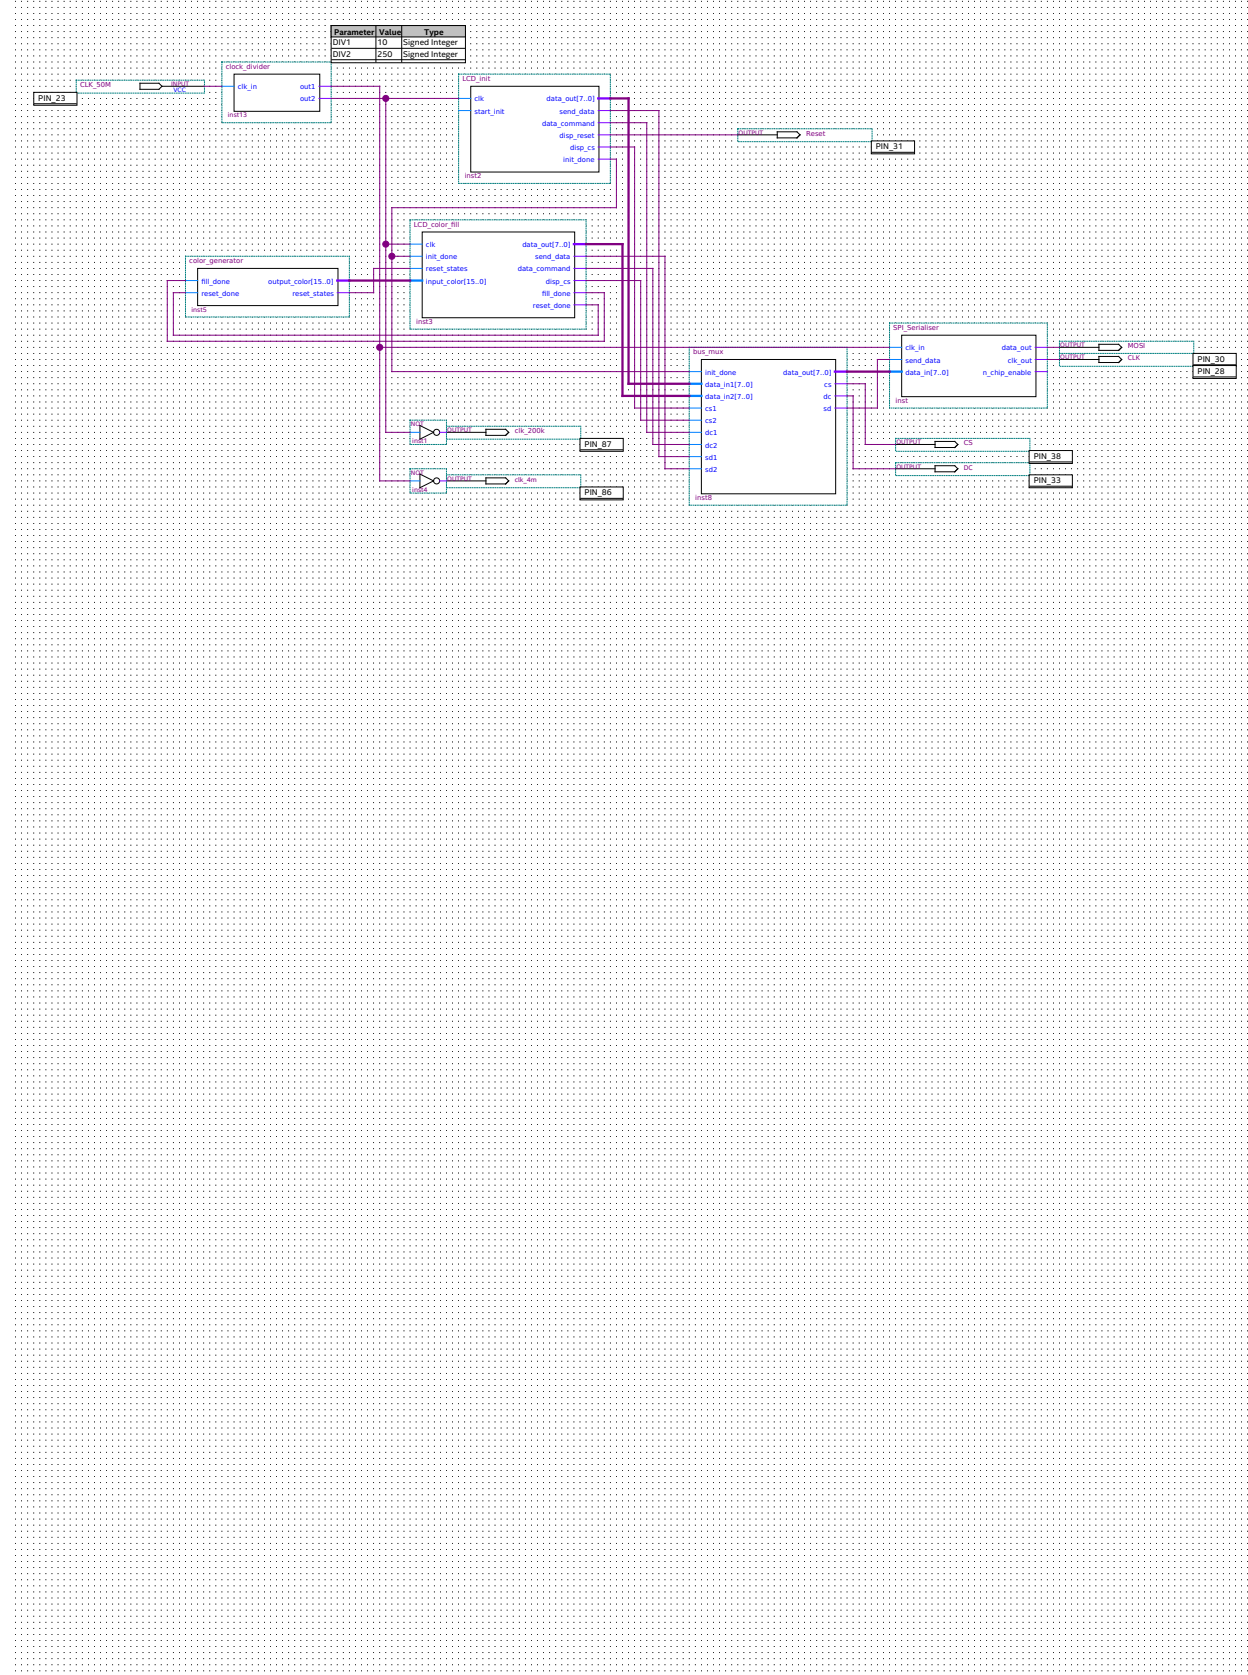 Parameter Value Type
DIV1 10 Signed Integer
DIV2 250 Signed Integer
clock_divider
CLK_50M INPUT
VCC
PIN_23
clk_in out1
out2
inst13
LCD_init
clk data_out[7..0]
start_init send_data
data_command
disp_reset
disp_cs
init_done
inst2
OUTPUT Reset
PIN_31
LCD_color_fill
clk data_out[7..0]
init_done send_data
reset_states data_command
input_color[15..0] disp_cs
fill_done
reset_done
inst3
color_generator
fill_done output_color[15..0]
reset_done reset_states
inst5
SPI_Serialiser
clk_in data_out
send_data clk_out
data_in[7..0] n_chip_enable
inst
OUTPUT MOSI
OUTPUT CLK
PIN_30
PIN_28
bus_mux
init_done data_out[7..0]
data_in1[7..0] cs
data_in2[7..0] dc
cs1 sd
cs2
dc1
dc2
sd1
sd2
inst8
NOT
inst1
OUTPUT clk_200k
PIN_87
NOT
inst4
OUTPUT clk_4m
PIN_86
OUTPUT CS
PIN_38
OUTPUT DC
PIN_33